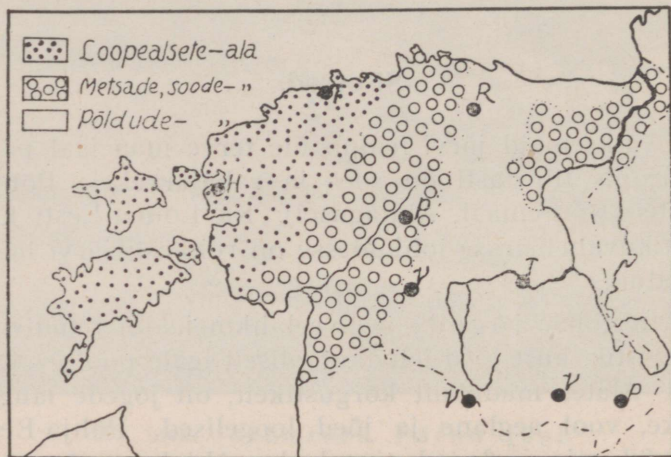 Loopealsete-ala
Metsade, soode- "
Põldude- "
T
R
H
P
V
T
V
V
P